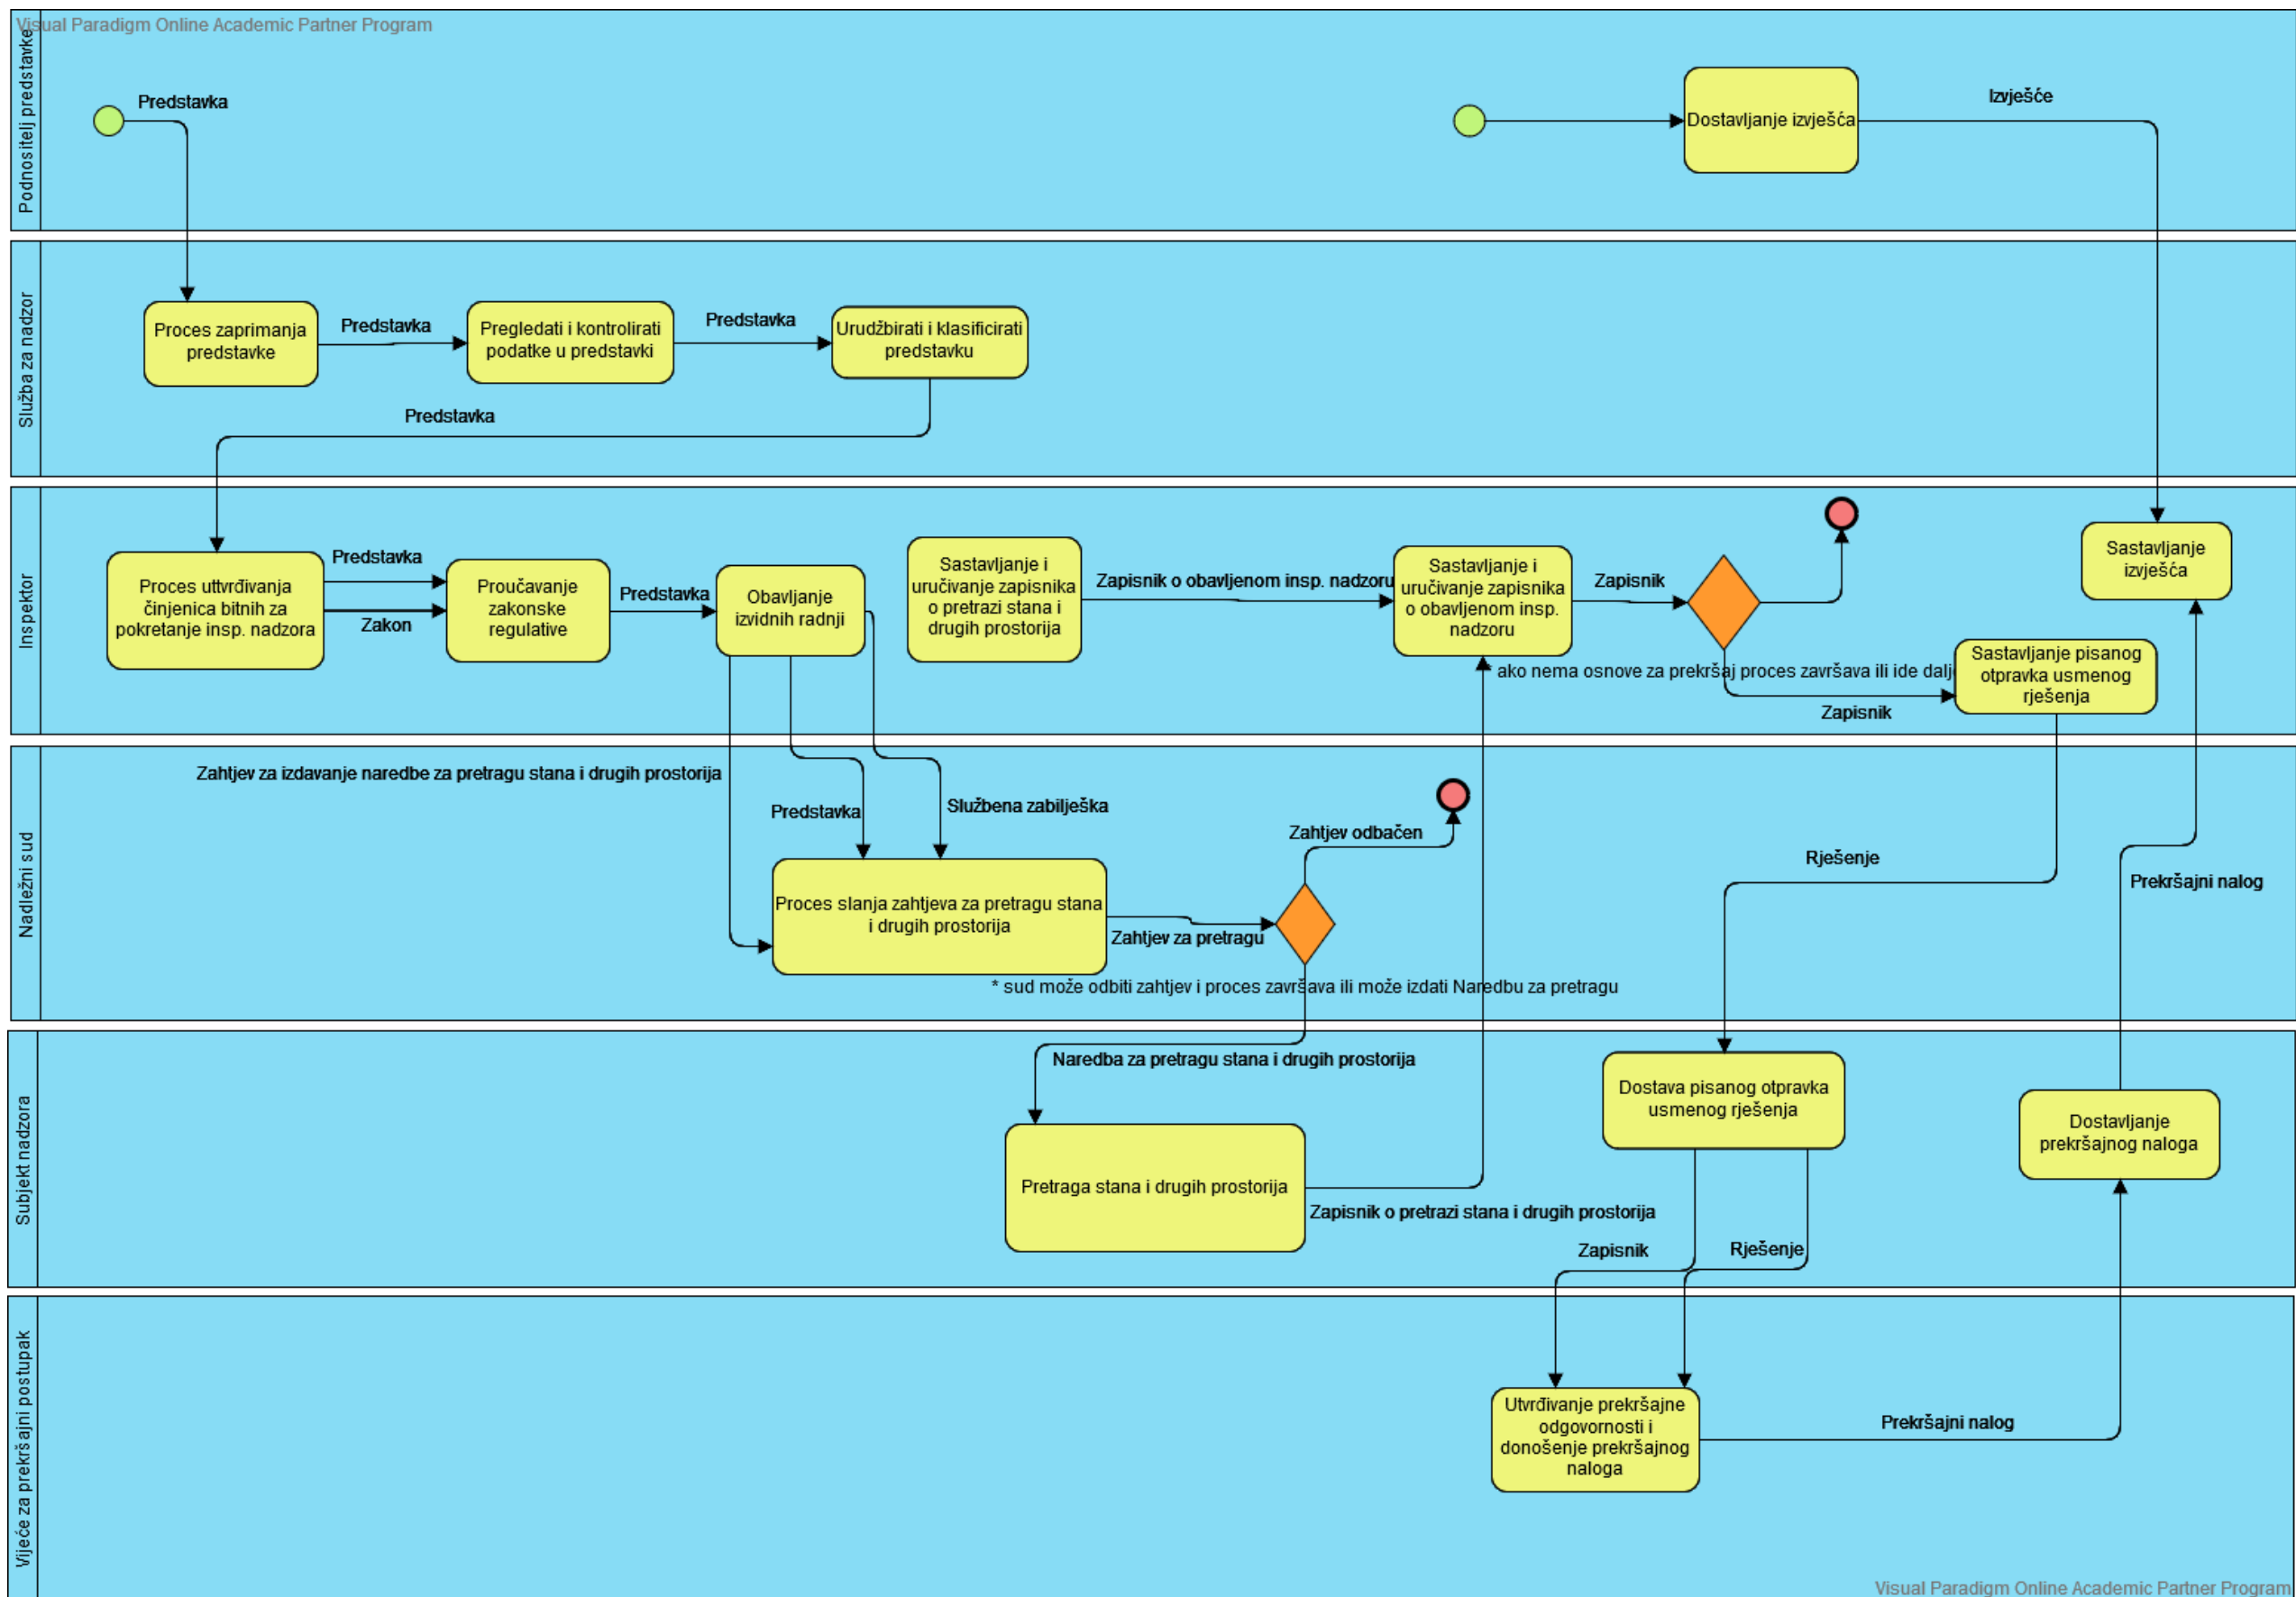 Visual Paradigm Online Academic Partner Program
Podnositelj predstavke
Predstavka
Dostavljanje izvješća
Izvješće
Služba za nadzor
Proces zaprimanja
predstavke
Predstavka
Pregledati i kontrolirati
podatke u predstavki
Predstavka
Urudžbirati i klasificirati
predstavku
Predstavka
Inspektor
Proces uttvrđivanja
činjenica bitnih za
pokretanje insp. nadzora
Predstavka
Zakon
Proučavanje
zakonske
regulative
Predstavka
Obavljanje
izvidnih radnji
Sastavljanje i
uručivanje zapisnika
o pretrazi stana i
drugih prostorija
Zapisnik o obavljenom insp. nadzoru
Sastavljanje i
uručivanje zapisnika
o obavljenom insp.
nadzoru
Zapisnik
* ako nema osnove za prekršaj proces završava ili ide dalj
Zapisnik
Sastavljanje pisanog
otpravka usmenog
rješenja
Sastavljanje
izvješća
Nadležni sud
Zahtjev za izdavanje naredbe za pretragu stana i drugih prostorija
Predstavka
Službena zabilješka
Proces slanja zahtjeva za pretragu stana
i drugih prostorija
Zahtjev za pretragu
Zahtjev odbačen
* sud može odbiti zahtjev i proces završava ili može izdati Naredbu za pretragu
Rješenje
Prekršajni nalog
Subjekt nadzora
Naredba za pretragu stana i drugih prostorija
Pretraga stana i drugih prostorija
Zapisnik o pretrazi stana i drugih prostorija
Dostava pisanog otpravka
usmenog rješenja
Zapisnik
Rješenje
Dostavljanje
prekršajnog naloga
Vijeće za prekršajni postupak
Utvrđivanje prekršajne
odgovornosti i
donošenje prekršajnog
naloga
Prekršajni nalog
Visual Paradigm Online Academic Partner Program